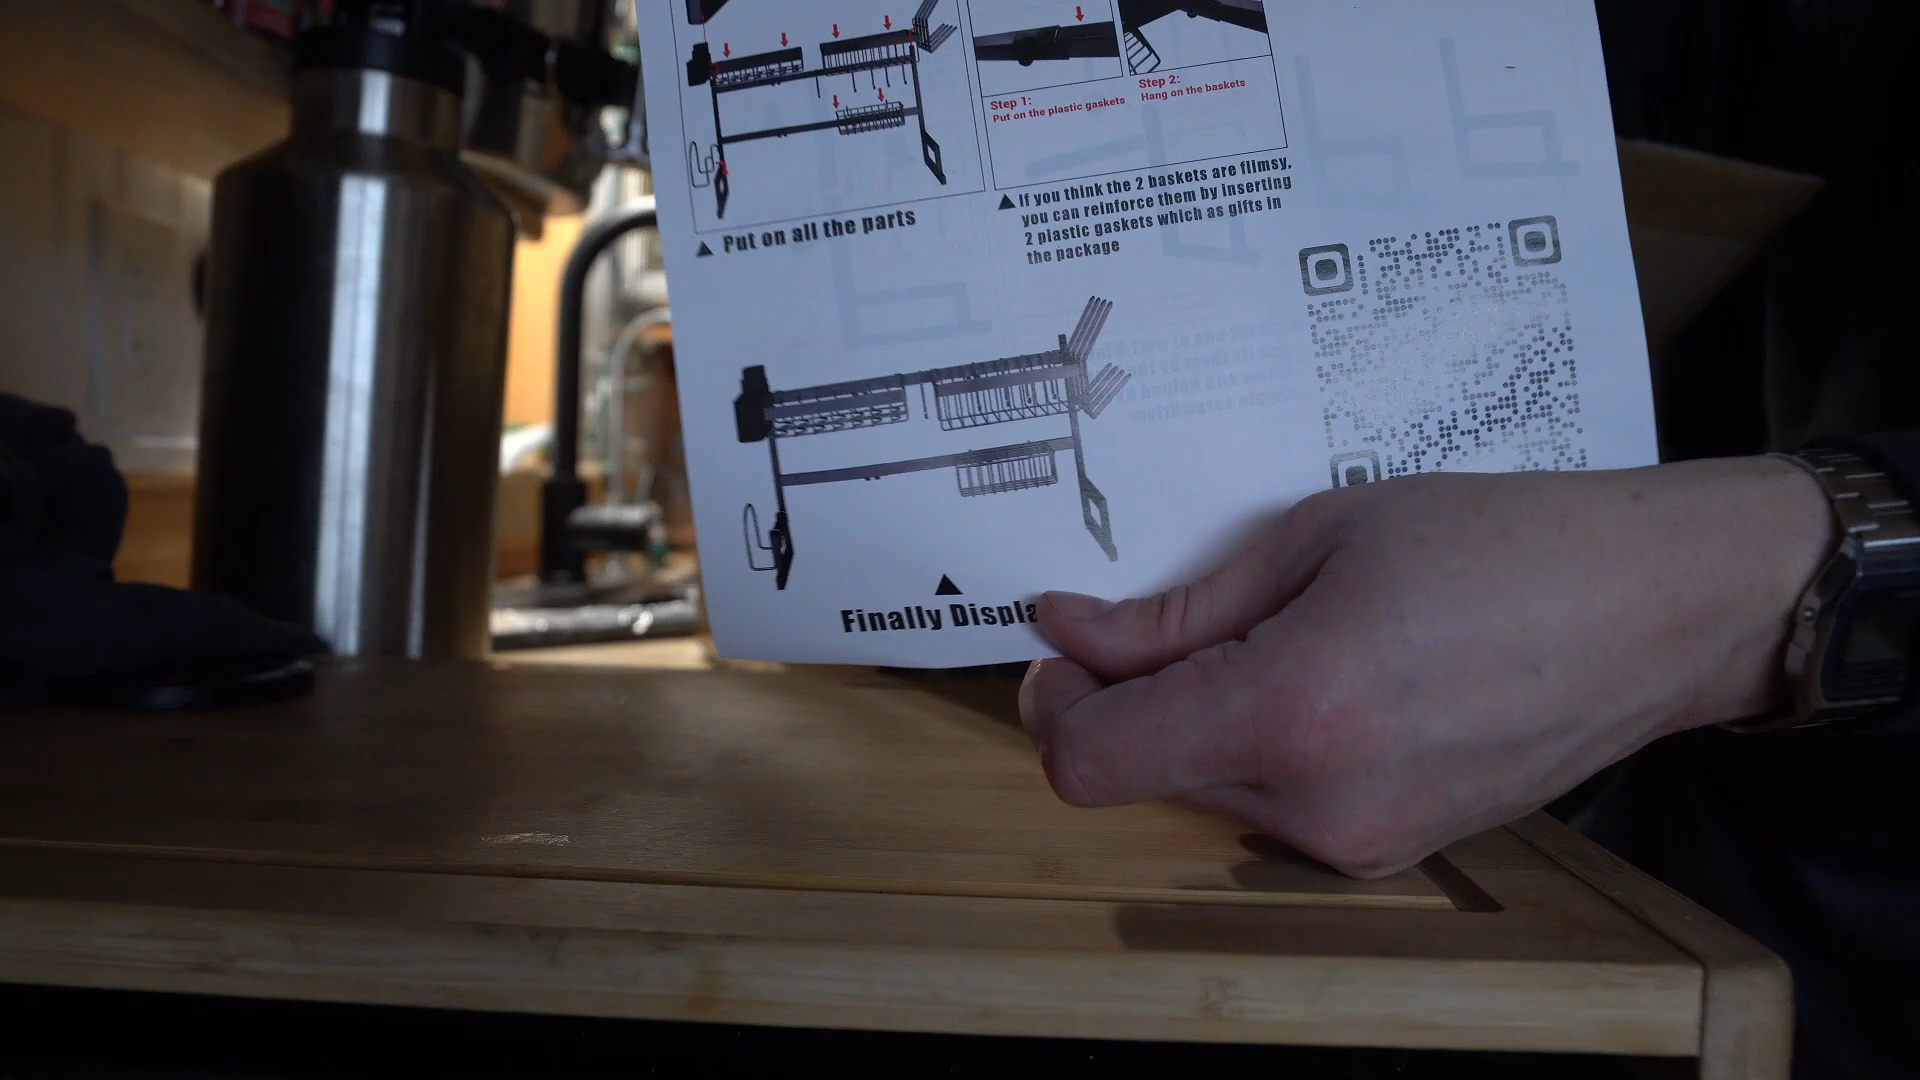 Step 1:
Put on the plastic gaskets
Step 2:
Hang on the baskets
Put on all the parts
If you think the 2 baskets are flimsy,
you can reinforce them by inserting
2 plastic gaskets which as gifts in
the package
Finally Displa